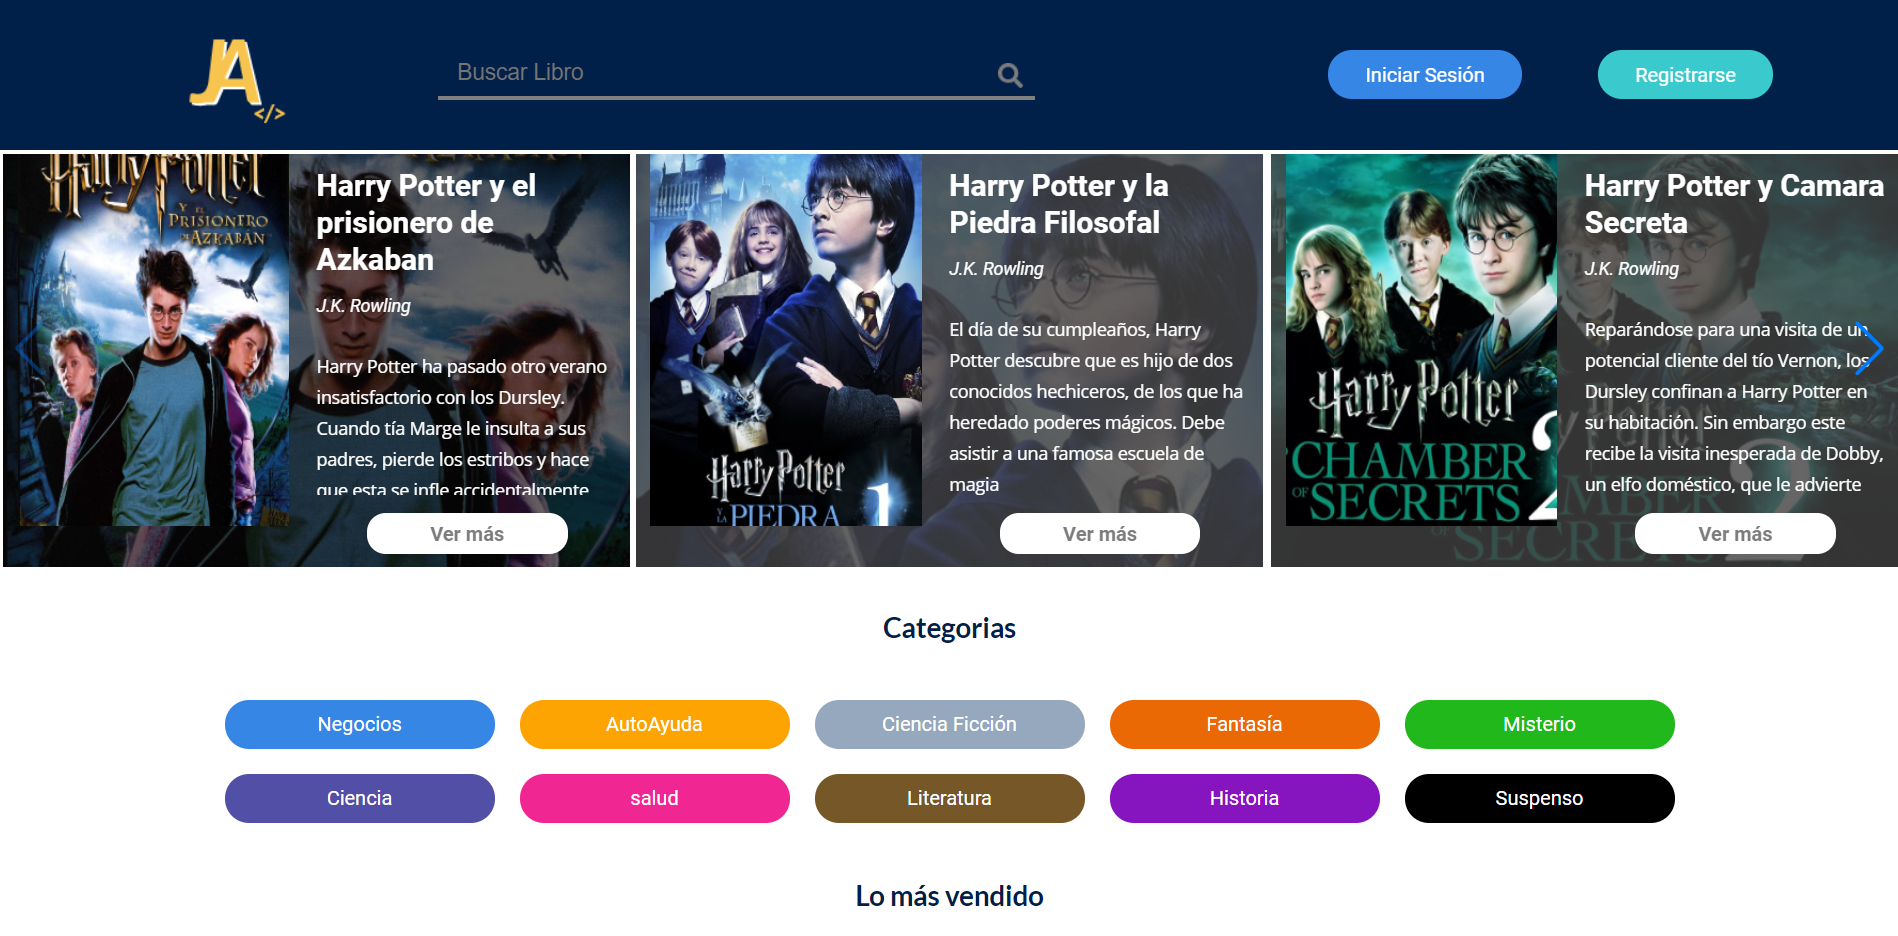 JA
</>
Buscar Libro
Iniciar Sesión
Registrarse
Harry Potter
Y EL
PRISIONERO
DE AZKABAN
Harry Potter y el
prisionero de
Azkaban
J.K. Rowling
Harry Potter ha pasado otro verano
insatisfactorio con los Dursley.
Cuando tía Marge le insulta a sus
padres, pierde los estribos y hace
que esta se infle accidentalmente
Ver más
Harry Potter
Y LA
PIEDRA
1
Harry Potter y la
Piedra Filosofal
J.K. Rowling
El día de su cumpleaños, Harry
Potter descubre que es hijo de dos
conocidos hechiceros, de los que ha
heredado poderes mágicos. Debe
asistir a una famosa escuela de
magia
Ver más
Harry Potter
CHAMBER
OF SECRETS 2
Harry Potter y Camara
Secreta
J.K. Rowling
Reparándose para una visita de un
potencial cliente del tío Vernon, los
Dursley confinan a Harry Potter en
su habitación. Sin embargo este
recibe la visita inesperada de Dobby,
un elfo doméstico, que le advierte
Ver más
Categorias
Negocios
AutoAyuda
Ciencia Ficción
Fantasía
Misterio
Ciencia
salud
Literatura
Historia
Suspenso
Lo más vendido